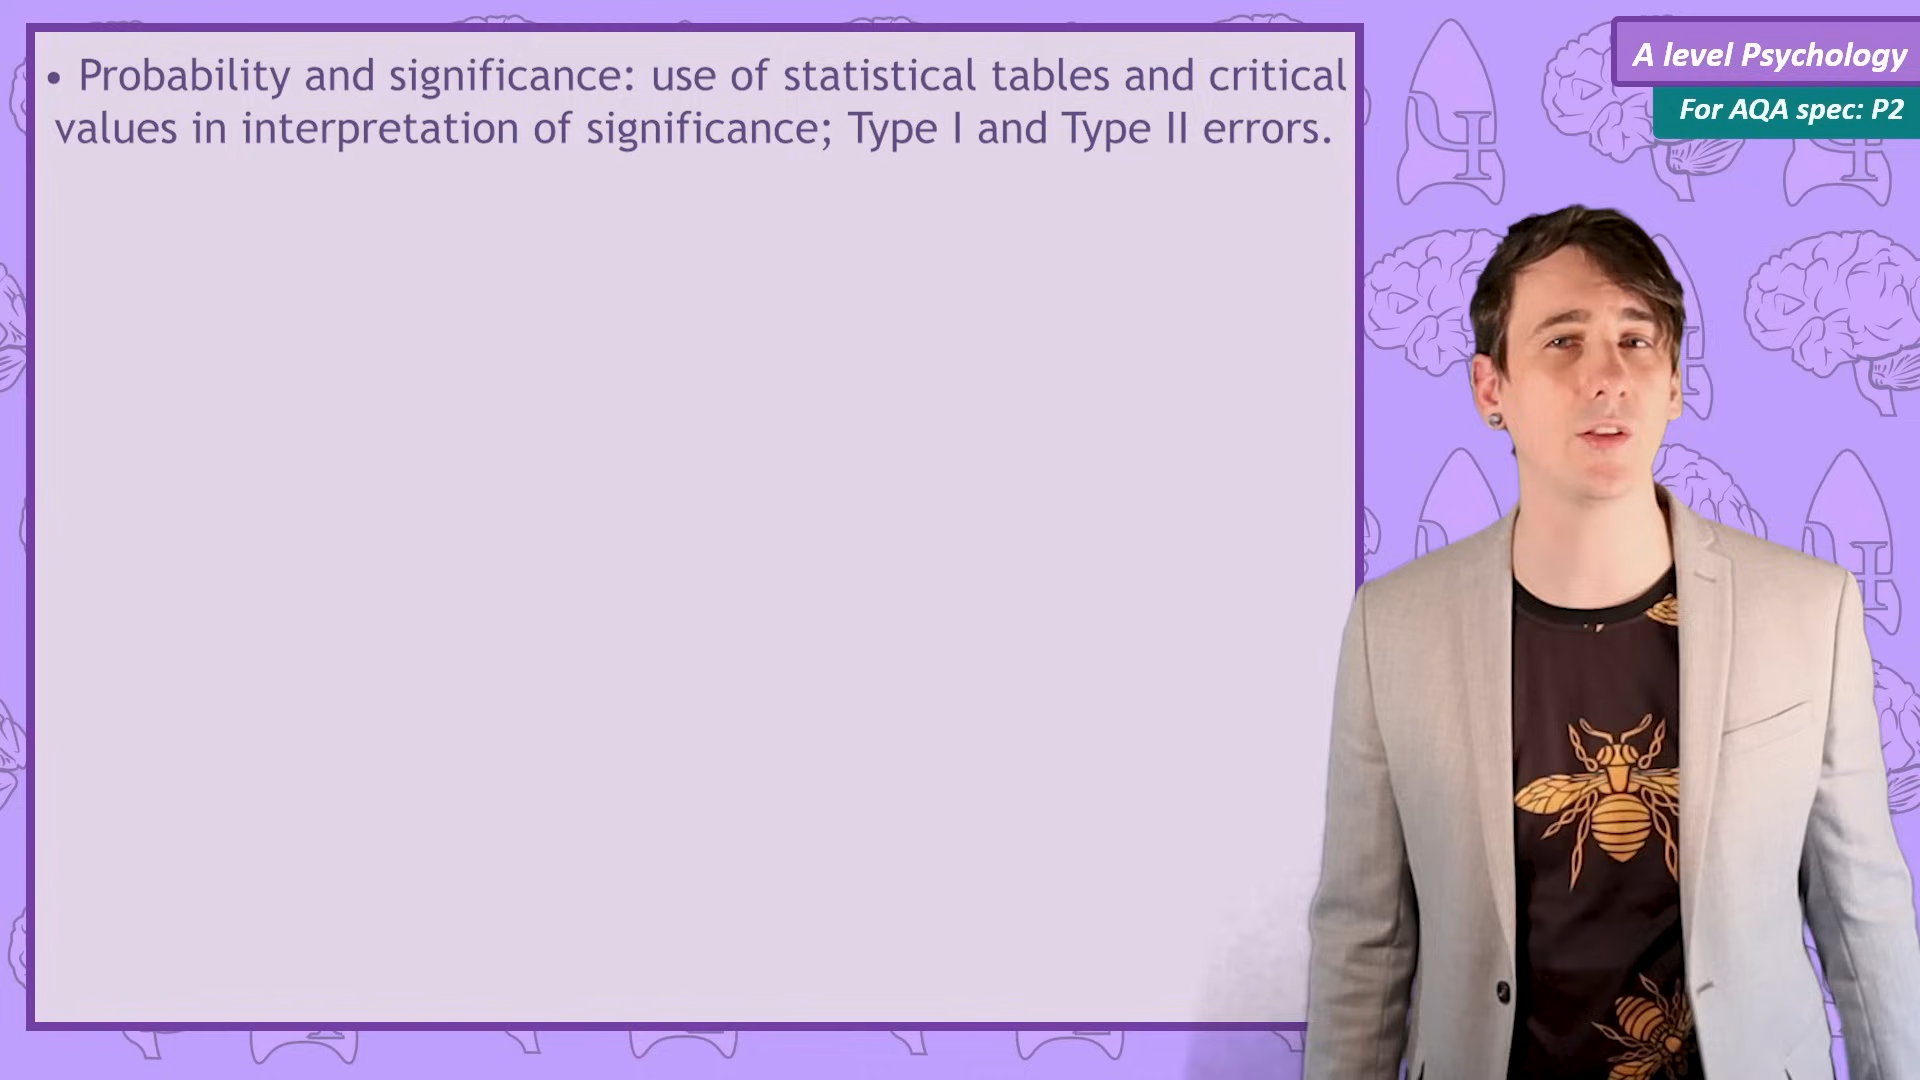 • Probability and significance: use of statistical tables and critical
values in interpretation of significance; Type I and Type II errors.
A level Psychology
For AQA spec: P2